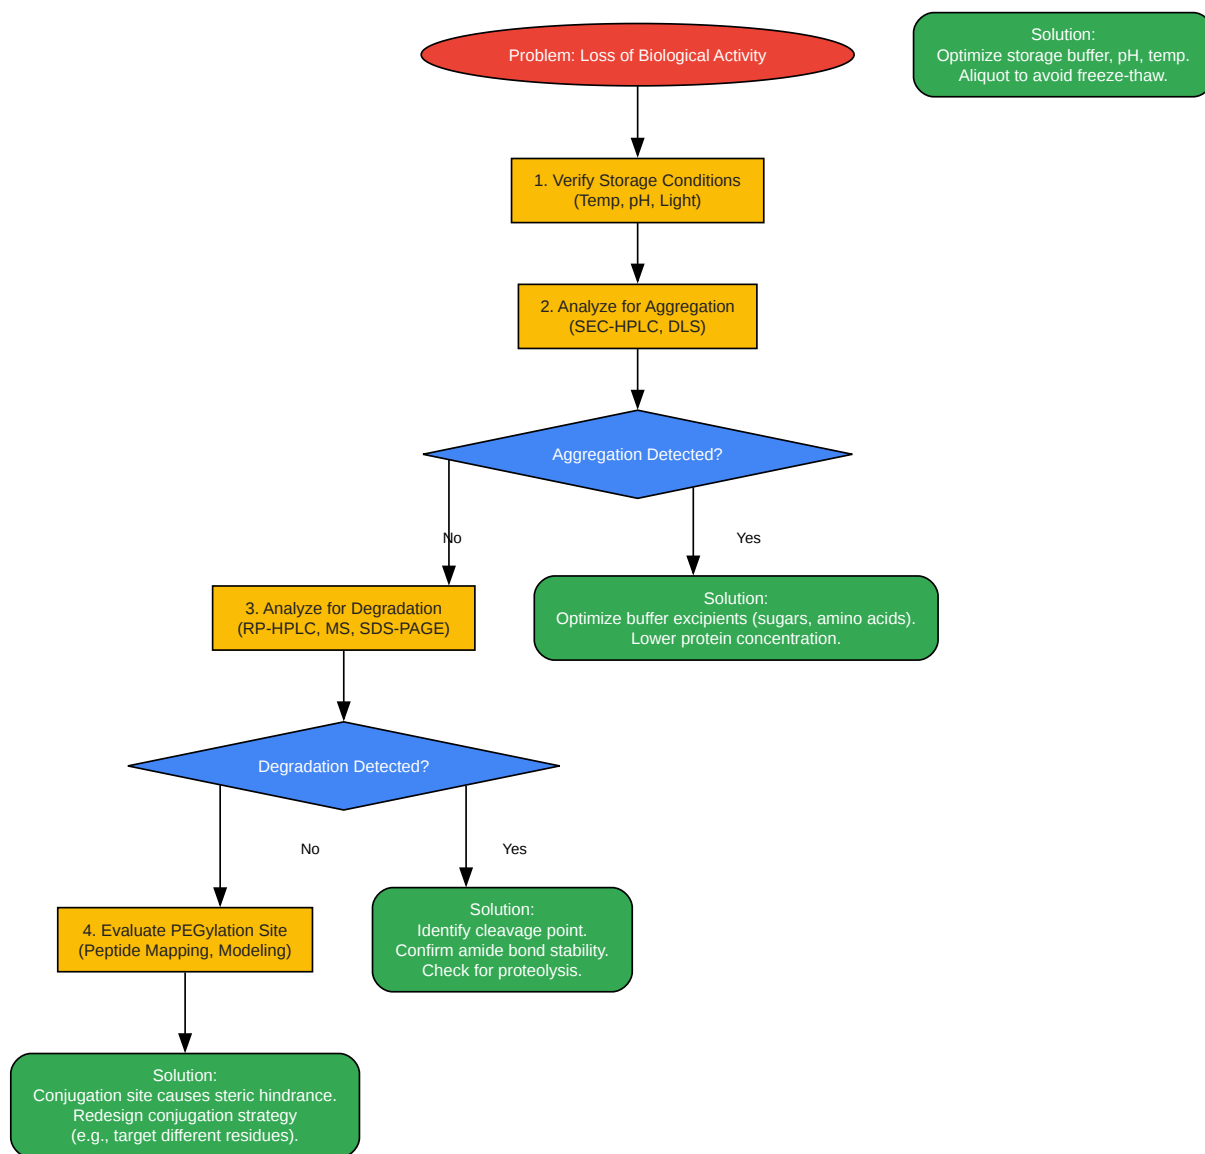 Problem: Loss of Biological Activity
Solution:
Optimize storage buffer, pH, temp.
Aliquot to avoid freeze-thaw.
1. Verify Storage Conditions
(Temp, pH, Light)
2. Analyze for Aggregation
(SEC-HPLC, DLS)
Aggregation Detected?
No
Yes
3. Analyze for Degradation
(RP-HPLC, MS, SDS-PAGE)
Solution:
Optimize buffer excipients (sugars, amino acids).
Lower protein concentration.
Degradation Detected?
No
Yes
4. Evaluate PEGylation Site
(Peptide Mapping, Modeling)
Solution:
Identify cleavage point.
Confirm amide bond stability.
Check for proteolysis.
Solution:
Conjugation site causes steric hindrance.
Redesign conjugation strategy
(e.g., target different residues).